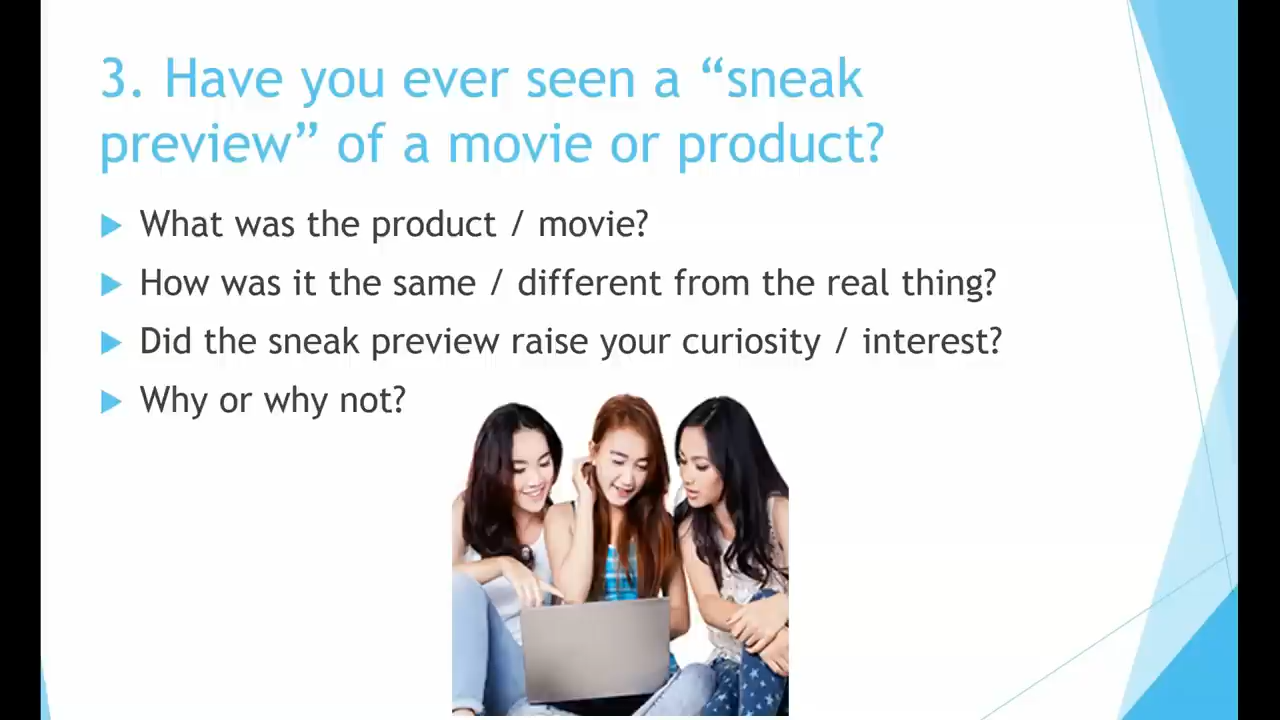 3. Have you ever seen a “sneak
preview” of a movie or product?
What was the product / movie?
How was it the same / different from the real thing?
Did the sneak preview raise your curiosity / interest?
Why or why not?